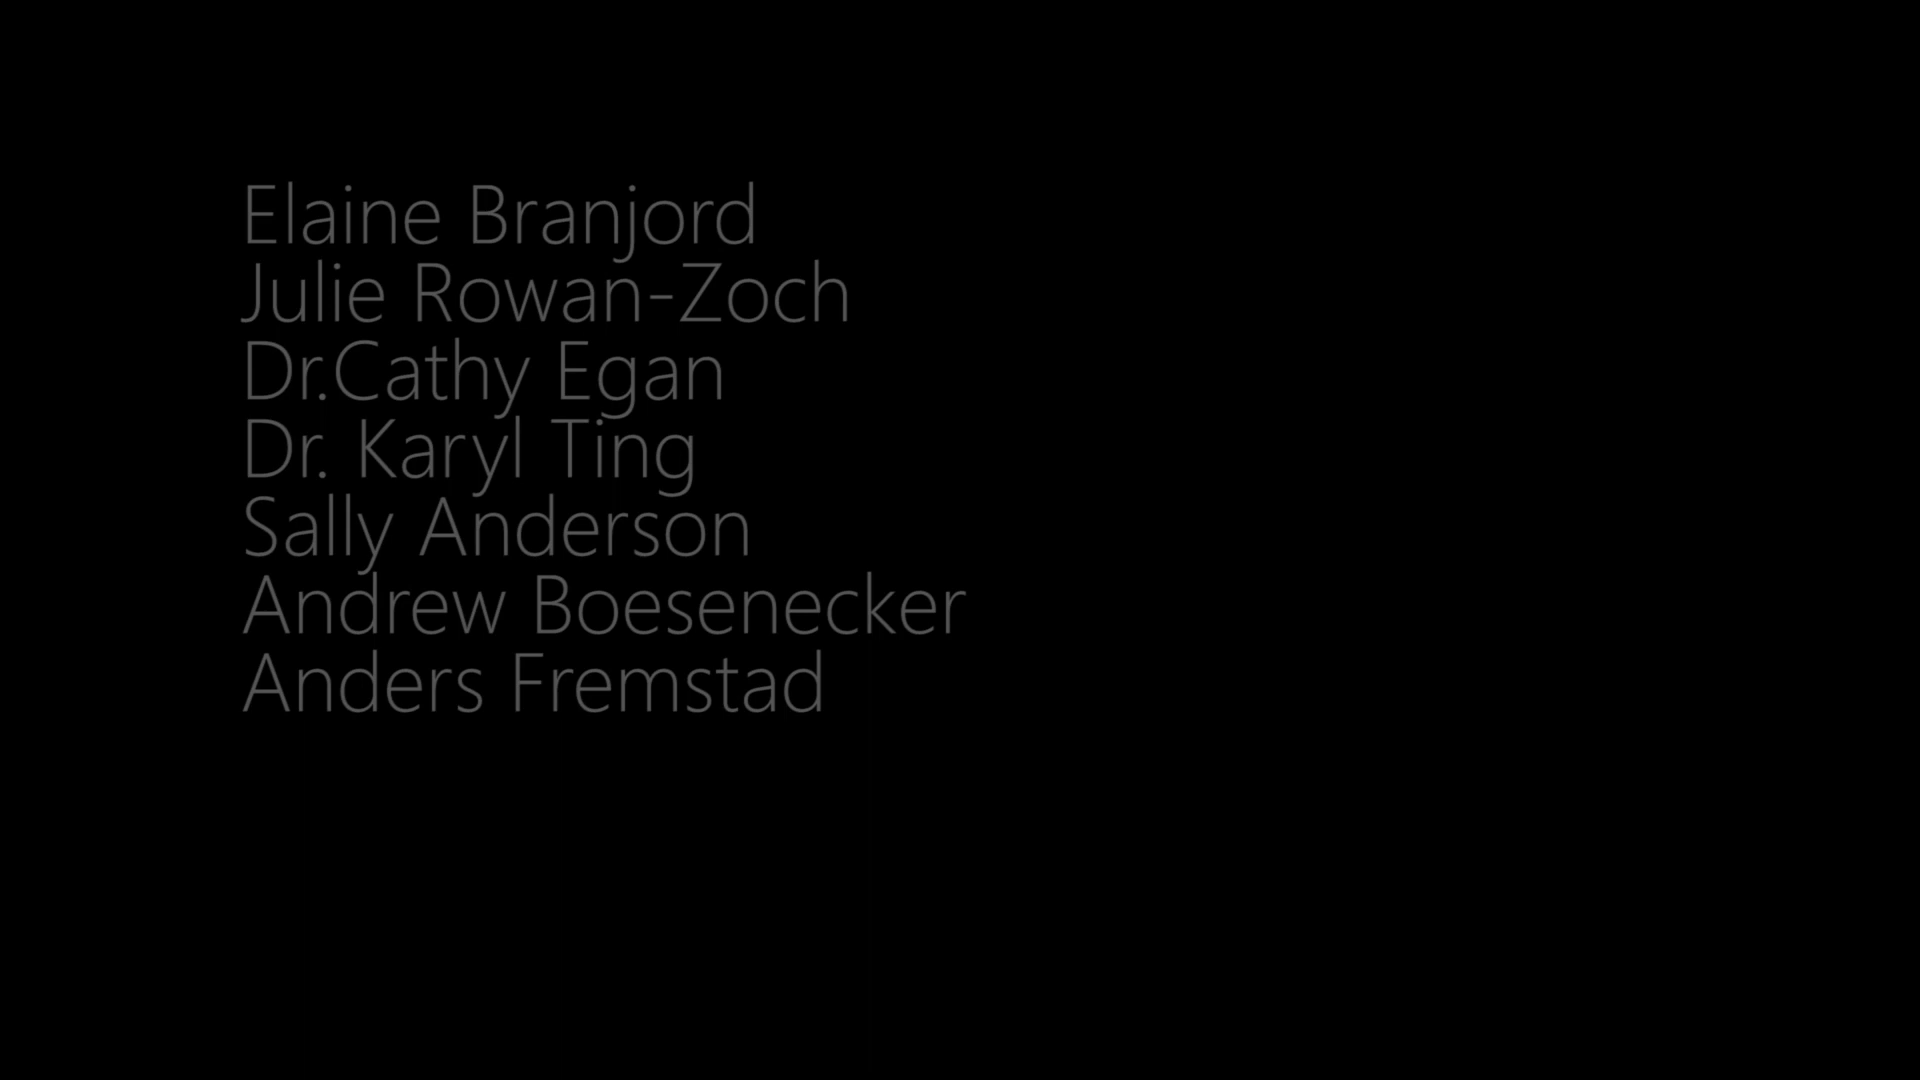 Elaine Branjord
Julie Rowan-Zoch
Dr.Cathy Egan
Dr. Karyl Ting
Sally Anderson
Andrew Boesenecker
Anders Fremstad